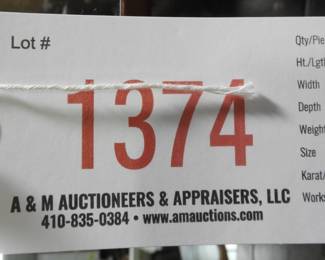 Lot #
1374
A & M AUCTIONEERS & APPRAISERS, LLC
410-835-0384 • www.amauctions.com
Qty/Pie
Ht./Lgt
Width
Depth
Weight
Size
Karat/
Works